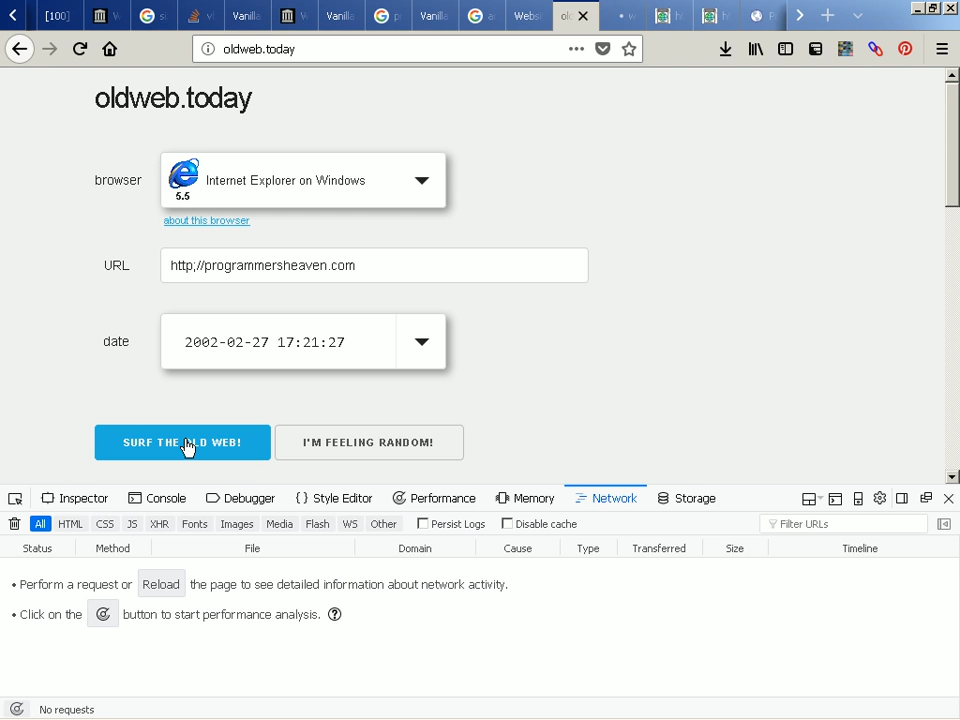 [100] W si vl Vanilla W Vanilla p Vanilla a Websi ol w h h P
oldweb.today
oldweb.today
browser
Internet Explorer on Windows
5.5
about this browser
URL
http;//programmersheaven.com
date
2002-02-27 17:21:27
SURF THE OLD WEB!
I'M FEELING RANDOM!
Inspector Console Debugger { } Style Editor Performance Memory Network Storage
All HTML CSS JS XHR Fonts Images Media Flash WS Other Persist Logs Disable cache Filter URLs
Status Method File Domain Cause Type Transferred Size Timeline
• Perform a request or Reload the page to see detailed information about network activity.
• Click on the button to start performance analysis. ?
No requests